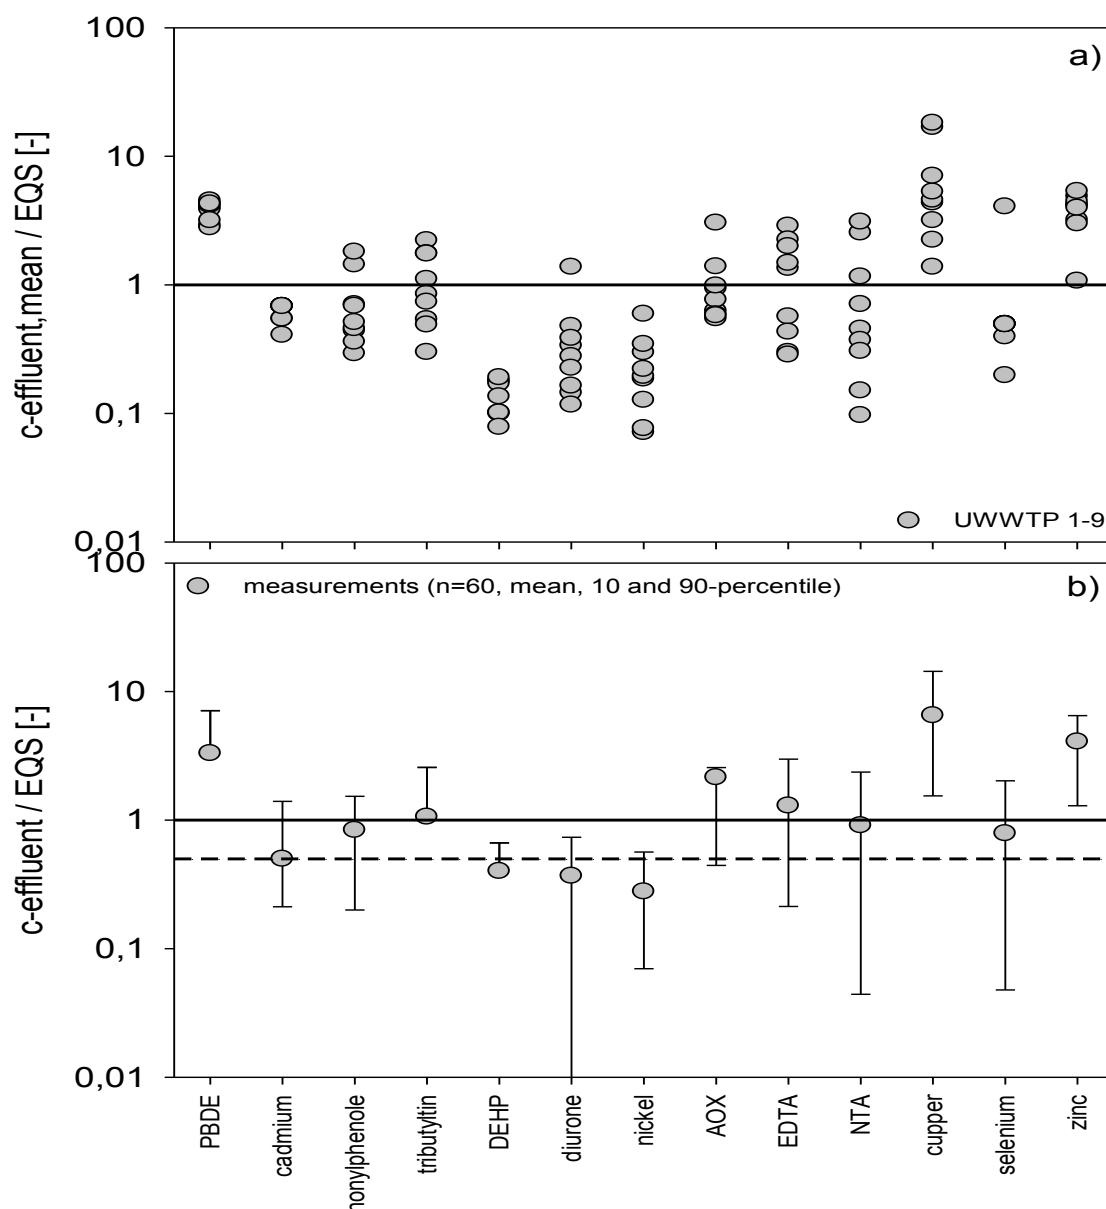 100
a)
10
c-effluent,mean / EQS [-]
1
0,1
UWWTP 1-9
0,01
100
measurements (n=60, mean, 10 and 90-percentile)
b)
10
c-effluent / EQS [-]
1
0,1
0,01
PBDE
cadmium
nonylphenole
tributyltin
DEHP
diurone
nickel
AOX
EDTA
NTA
cupper
selenium
zinc